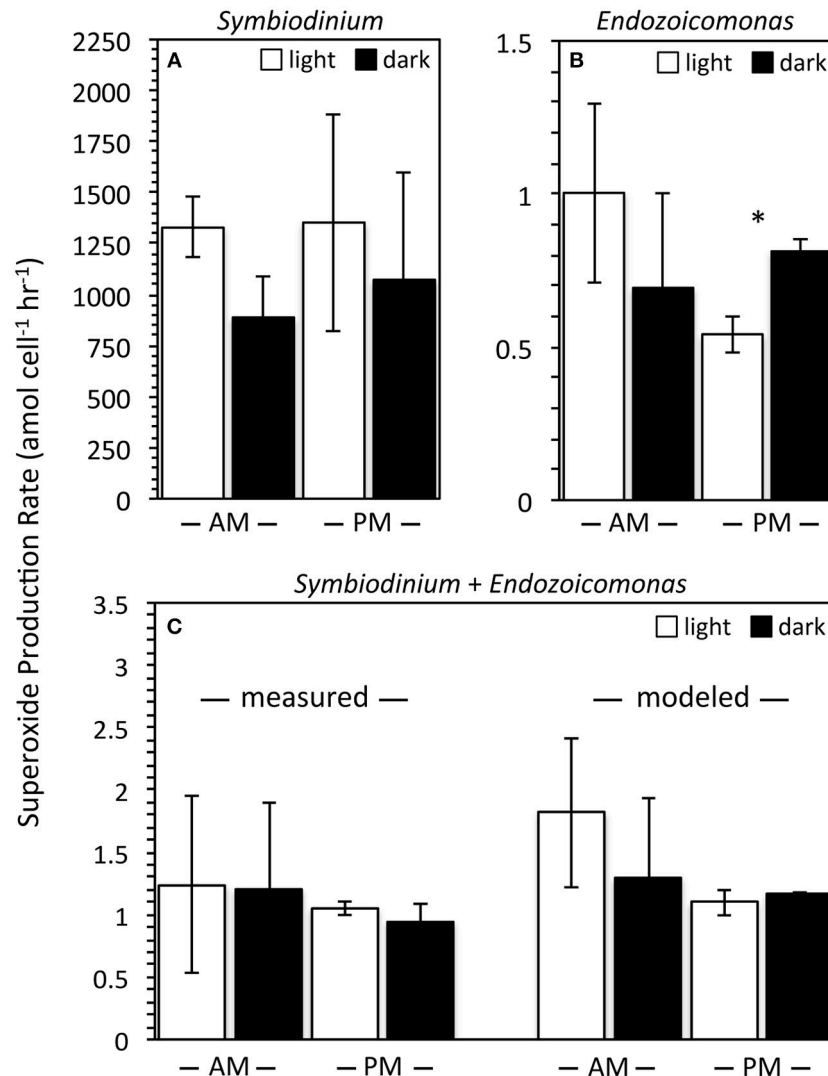 Symbiodinium
Endozoicomonas
Superoxide Production Rate (amol cell⁻¹ hr⁻¹)
A
light dark
2250
2000
1750
1500
1250
1000
750
500
250
0
– AM – – PM –
B
light dark
1.5
1
0.5
0
*
– AM – – PM –
Symbiodinium + Endozoicomonas
C
light dark
3.5
3
2.5
2
1.5
1
0.5
0
— measured — — modeled —
– AM – – PM – – AM – – PM –